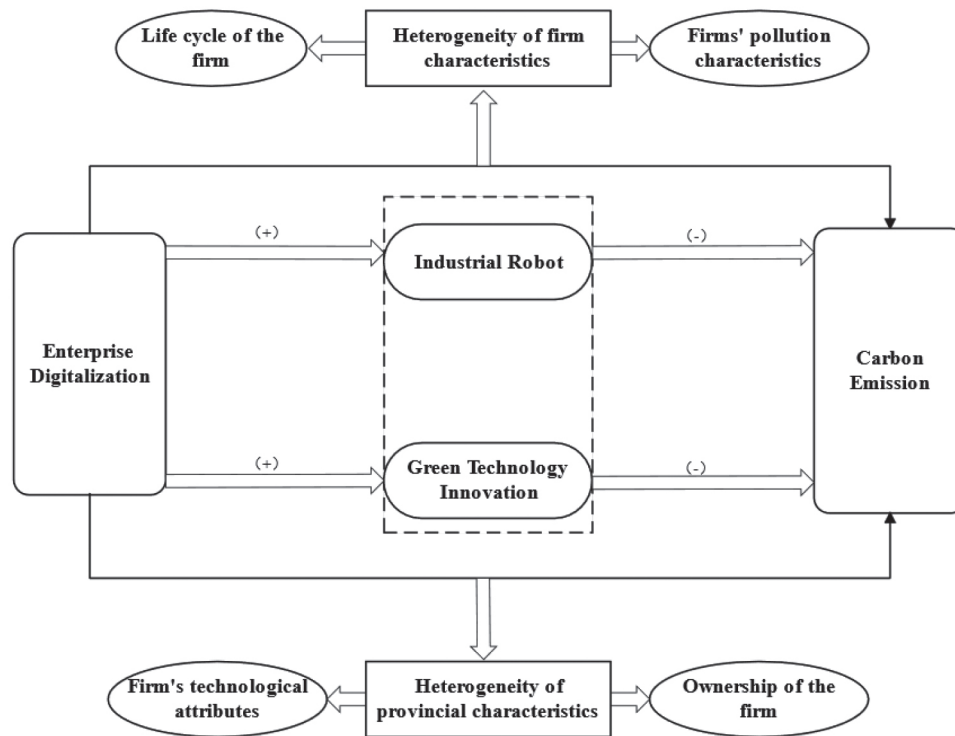 Life cycle of the
firm
Heterogeneity of firm
characteristics
Firms' pollution
characteristics
(+)
(-)
Industrial Robot
Enterprise
Digitalization
Carbon
Emission
(+)
(-)
Green Technology
Innovation
Firm's technological
attributes
Heterogeneity of
provincial characteristics
Ownership of the
firm